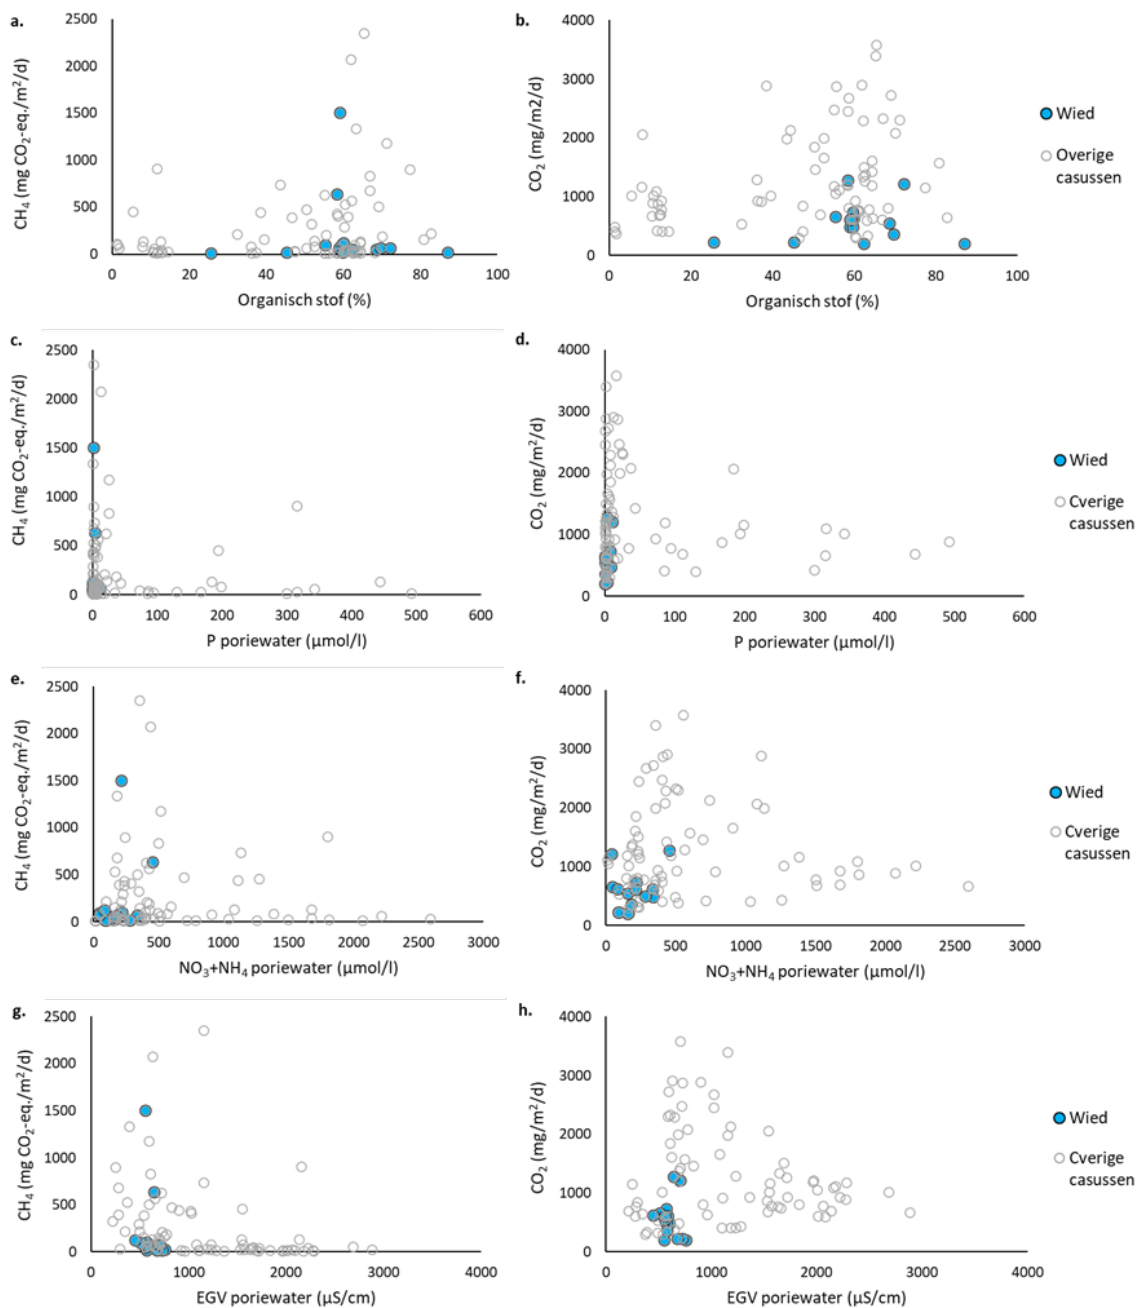 a.
2500
2000
1500
1000
500
0
CH4 (mg CO2-eq./m²/d)
0 20 40 60 80 100
Organisch stof (%)
b.
4000
3000
2000
1000
0
CO2 (mg/m2/d)
0 20 40 60 80 100
Organisch stof (%)
Wied
Overige
casussen
c.
2500
2000
1500
1000
500
0
CH4 (mg CO2-eq./m²/d)
0 100 200 300 400 500 600
P poriewater (µmol/l)
d.
4000
3000
2000
1000
0
CO2 (mg/m²/d)
0 100 200 300 400 500 600
P poriewater (µmol/l)
Wied
Cverige
casussen
e.
2500
2000
1500
1000
500
0
CH4 (mg CO2-eq./m²/d)
0 500 1000 1500 2000 2500 3000
NO3+NH4 poriewater (µmol/l)
f.
4000
3000
2000
1000
0
CO2 (mg/m²/d)
0 500 1000 1500 2000 2500 3000
NO3+NH4 poriewater (µmol/l)
Wied
Cverige
casussen
g.
2500
2000
1500
1000
500
0
CH4 (mg CO2-eq./m²/d)
0 1000 2000 3000 4000
EGV poriewater (µS/cm)
h.
4000
3000
2000
1000
0
CO2 (mg/m²/d)
0 1000 2000 3000 4000
EGV poriewater (µS/cm)
Wied
Cverige
casussen